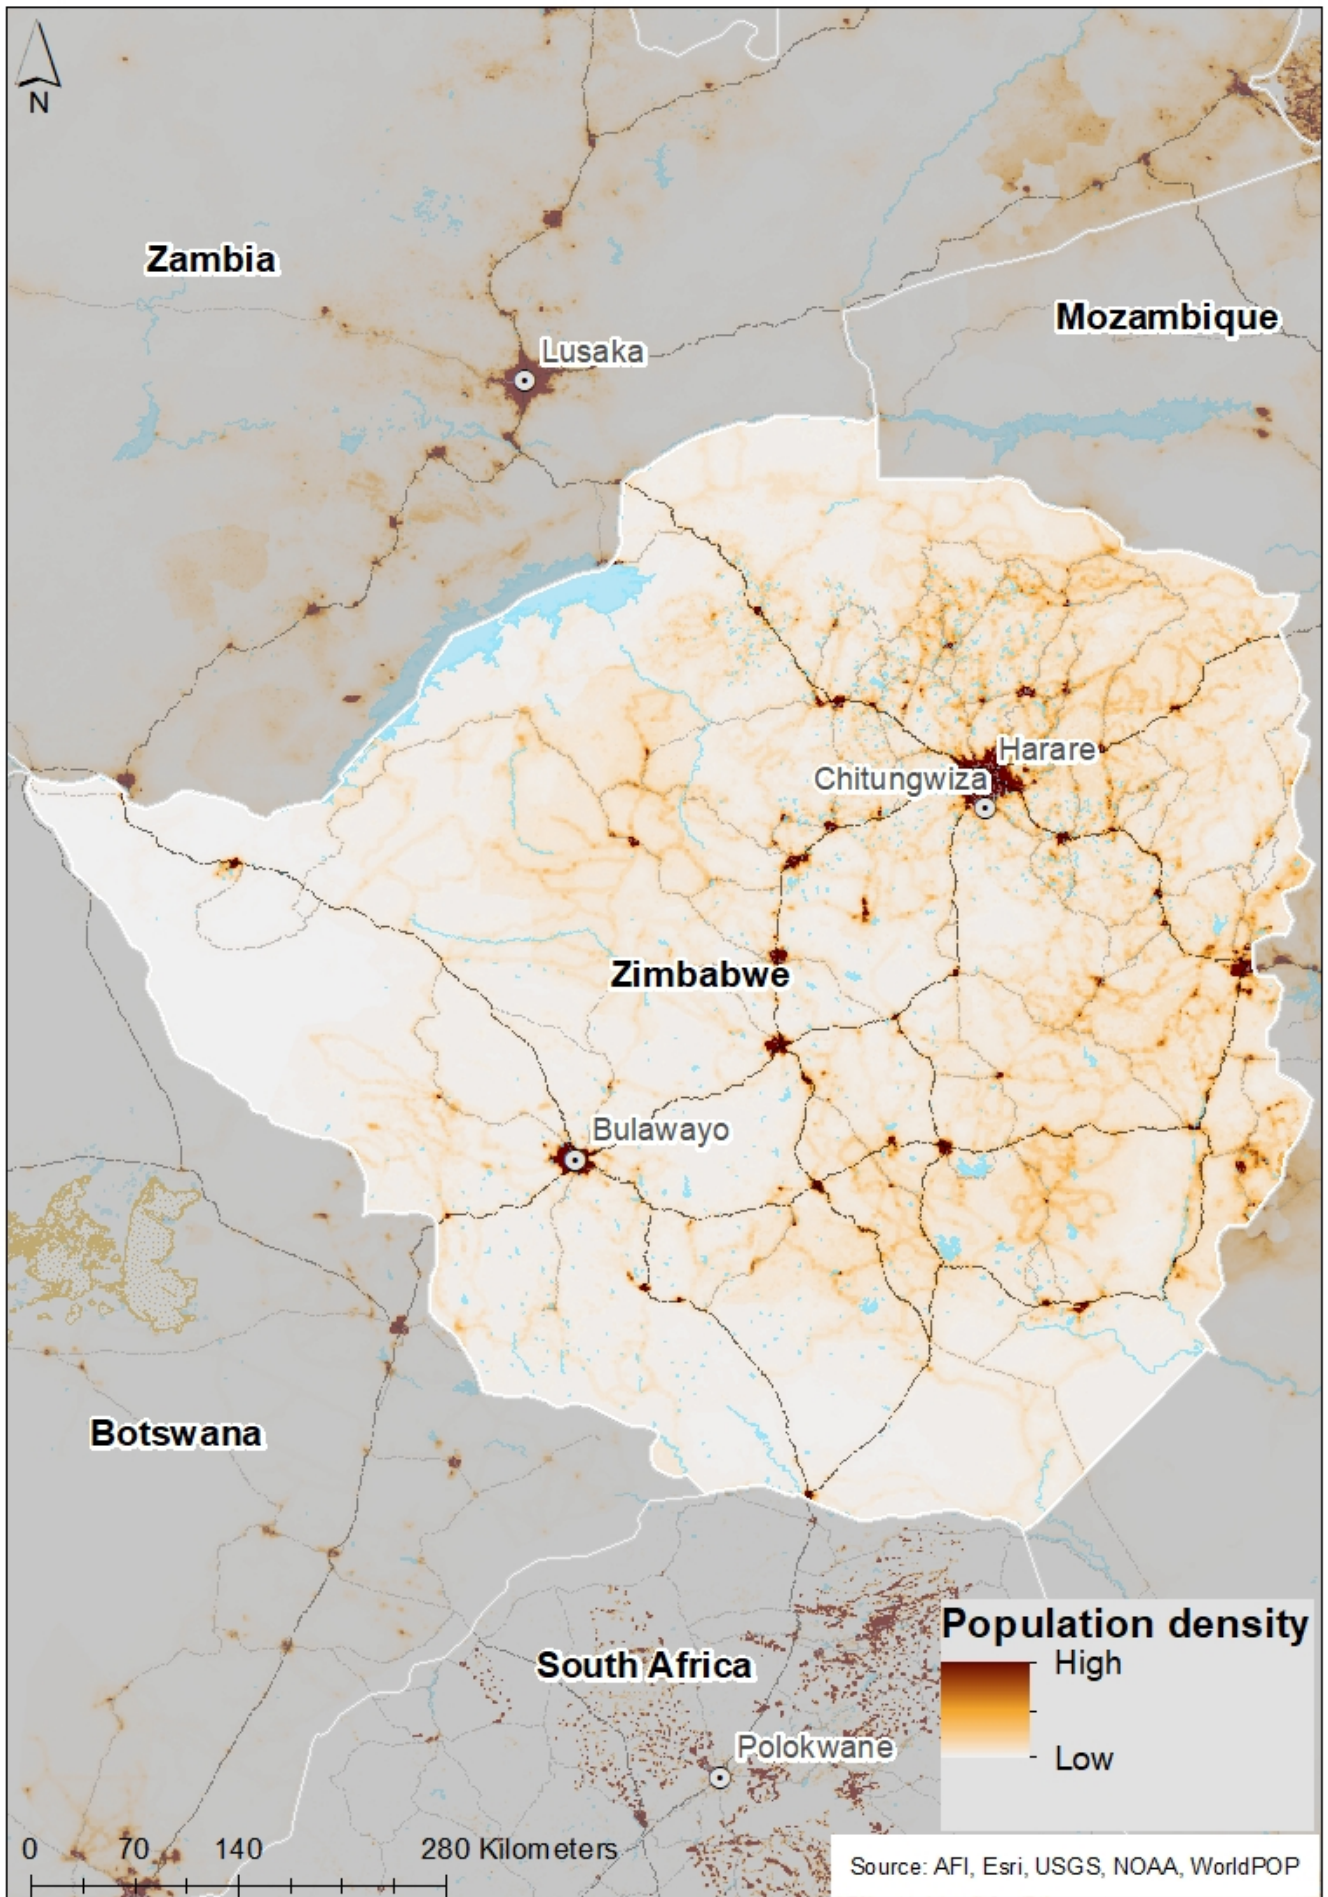 N
Zambia
Mozambique
Lusaka
Harare
Chitungwiza
Zimbabwe
Bulawayo
Botswana
South Africa
Polokwane
Population density
High
Low
0 70 140 280 Kilometers
Source: AFI, Esri, USGS, NOAA, WorldPOP